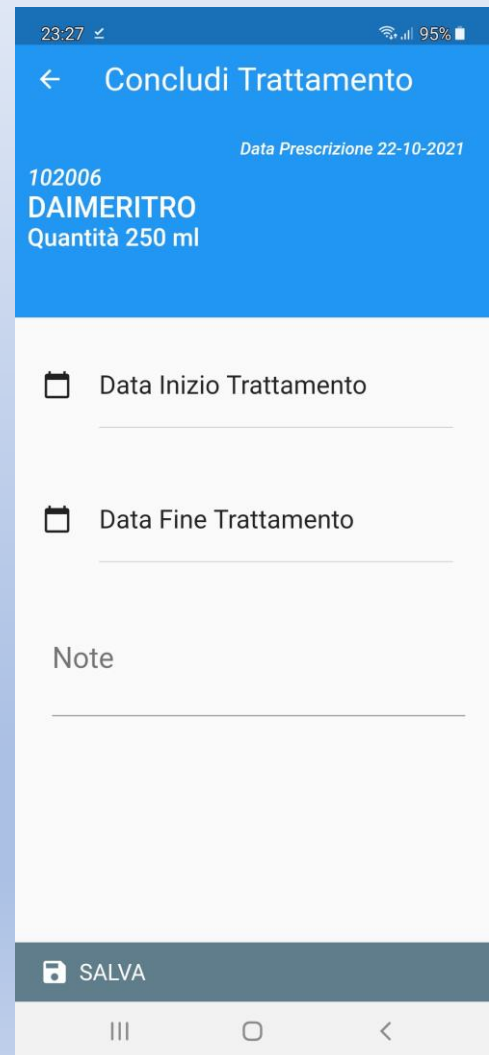 23:27 95%
Concludi Trattamento
Data Prescrizione 22-10-2021
102006
DAIMERITRO
Quantità 250 ml
Data Inizio Trattamento
Data Fine Trattamento
Note
SALVA